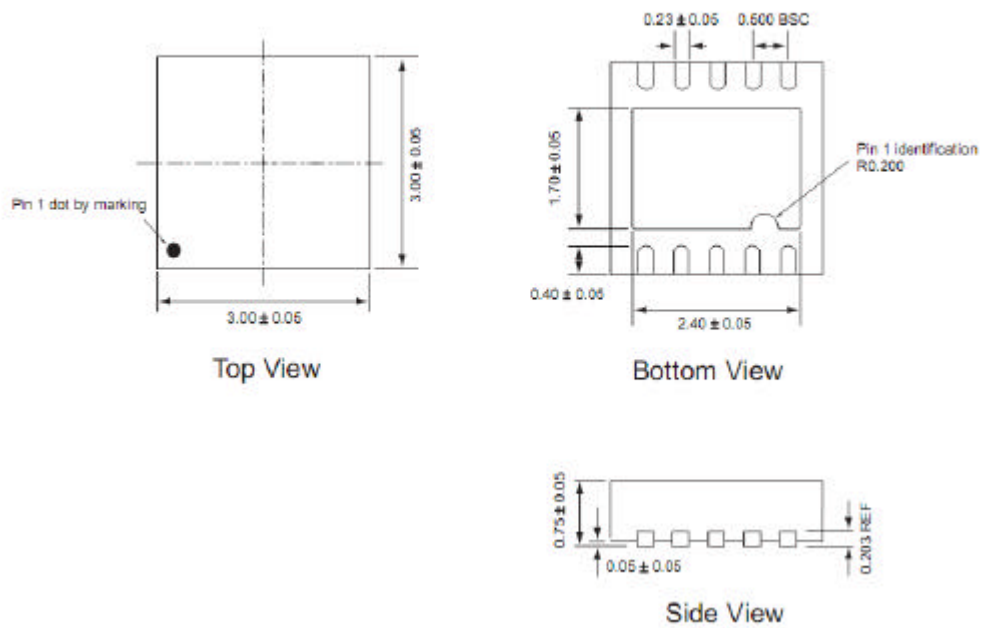 0.23 ± 0.05
0.500 BSC
3.00 ± 0.05
1.70 ± 0.05
Pin 1 identification
R0.200
Pin 1 dot by marking
0.40 ± 0.05
3.00 ± 0.05
2.40 ± 0.05
Top View
Bottom View
0.75 ± 0.05
0.203 REF
0.05 ± 0.05
Side View